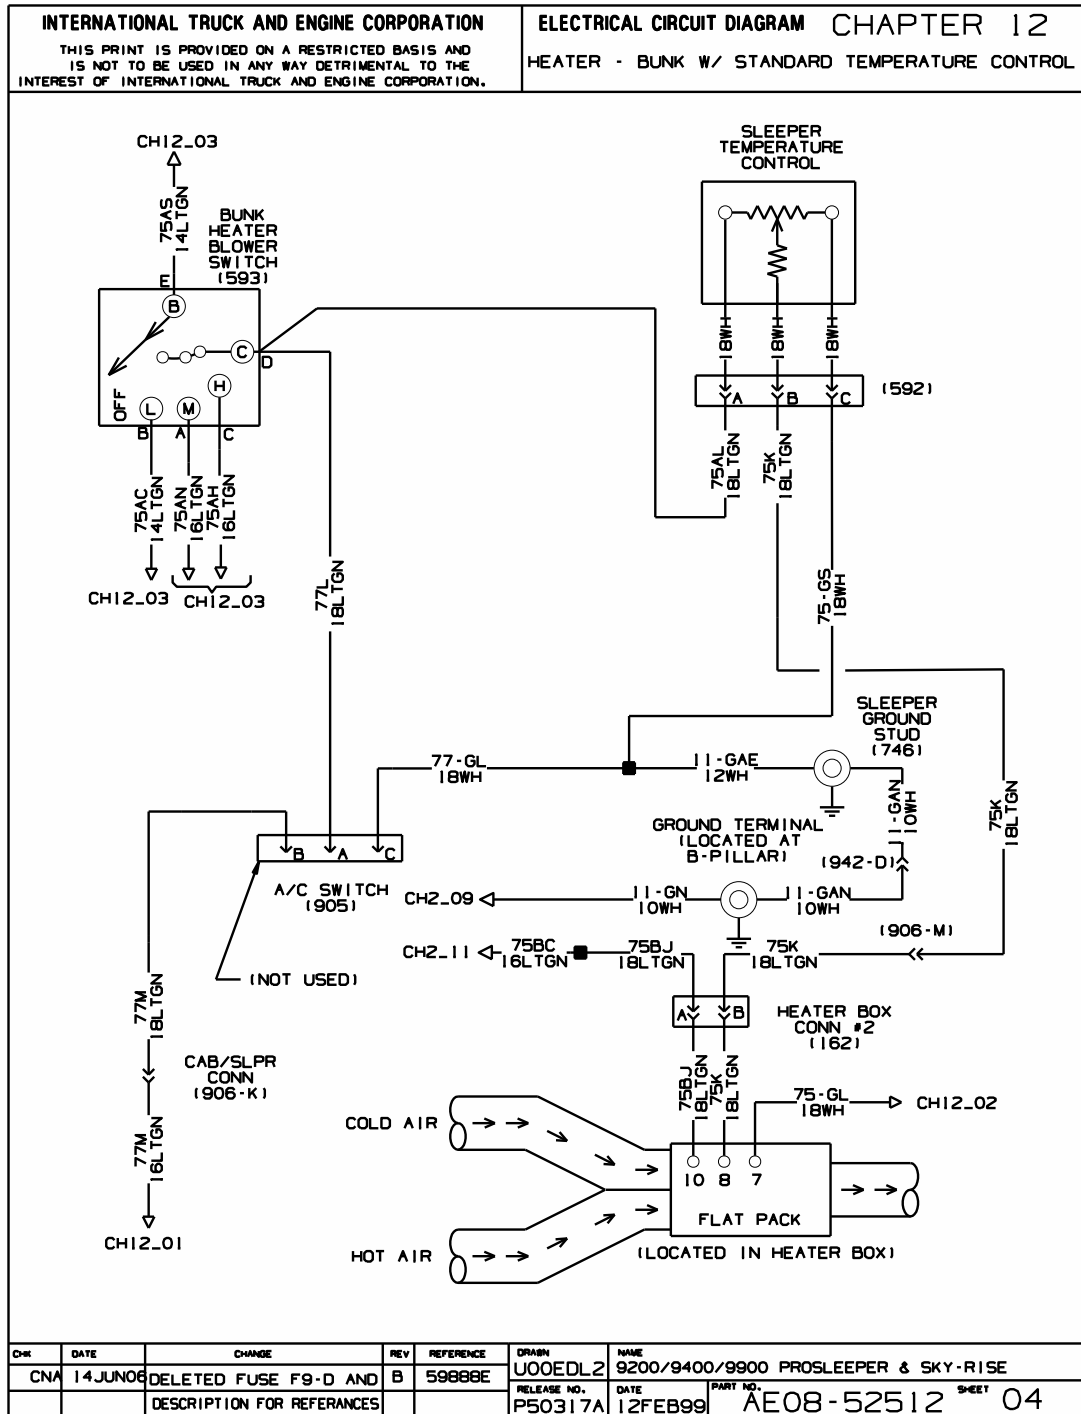 INTERNATIONAL TRUCK AND ENGINE CORPORATION
THIS PRINT IS PROVIDED ON A RESTRICTED BASIS AND
IS NOT TO BE USED IN ANY WAY DETRIMENTAL TO THE
INTEREST OF INTERNATIONAL TRUCK AND ENGINE CORPORATION.
ELECTRICAL CIRCUIT DIAGRAM CHAPTER 12
HEATER - BUNK W/ STANDARD TEMPERATURE CONTROL
CH12_03
75AS
14LTGN
BUNK
HEATER
BLOWER
SWITCH
(593)
E
B
C
D
H
L
M
OFF
B
A
C
75AC
14LTGN
75AN
16LTGN
75AH
16LTGN
CH12_03
CH12_03
SLEEPER
TEMPERATURE
CONTROL
18WH
18WH
18WH
A
B
C
(592)
75AL
18LTGN
75K
18LTGN
77L
18LTGN
75-GS
18WH
SLEEPER
GROUND
STUD
(746)
77-GL
18WH
11-GAE
12WH
11-GAN
10WH
75K
18LTGN
GROUND TERMINAL
(LOCATED AT
B-PILLAR)
(942-D)
B
A
C
A/C SWITCH
(905)
CH2_09
11-GN
10WH
11-GAN
10WH
(906-M)
CH2_11
75BC
16LTGN
75BJ
18LTGN
75K
18LTGN
(NOT USED)
77M
18LTGN
A
B
HEATER BOX
CONN #2
(162)
CAB/SLPR
CONN
(906-K)
75BJ
18LTGN
75K
18LTGN
75-GL
18WH
CH12_02
COLD AIR
77M
16LTGN
10
8
7
FLAT PACK
CH12_01
HOT AIR
(LOCATED IN HEATER BOX)
CHK
DATE
CHANGE
REV
REFERENCE
DRAWN
NAME
CNA
14JUN06
DELETED FUSE F9-D AND
B
59888E
U00EDL2
9200/9400/9900 PROSLEEPER & SKY-RISE
DESCRIPTION FOR REFERANCES
RELEASE NO.
P50317A
DATE
12FEB99
PART NO.
AE08-52512
SHEET
04